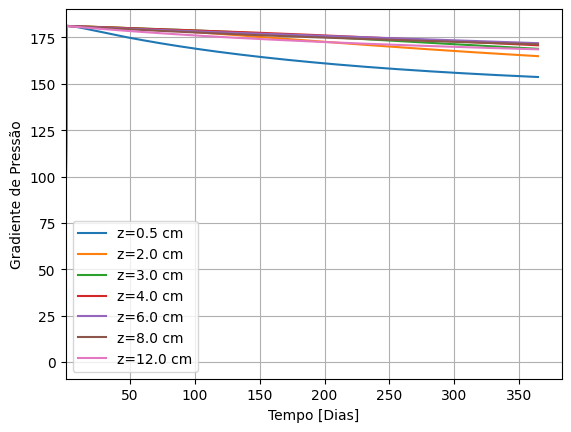 Gradiente de Pressão
175
150
125
100
75
50
25
0
z=0.5 cm
z=2.0 cm
z=3.0 cm
z=4.0 cm
z=6.0 cm
z=8.0 cm
z=12.0 cm
50 100 150 200 250 300 350
Tempo [Dias]